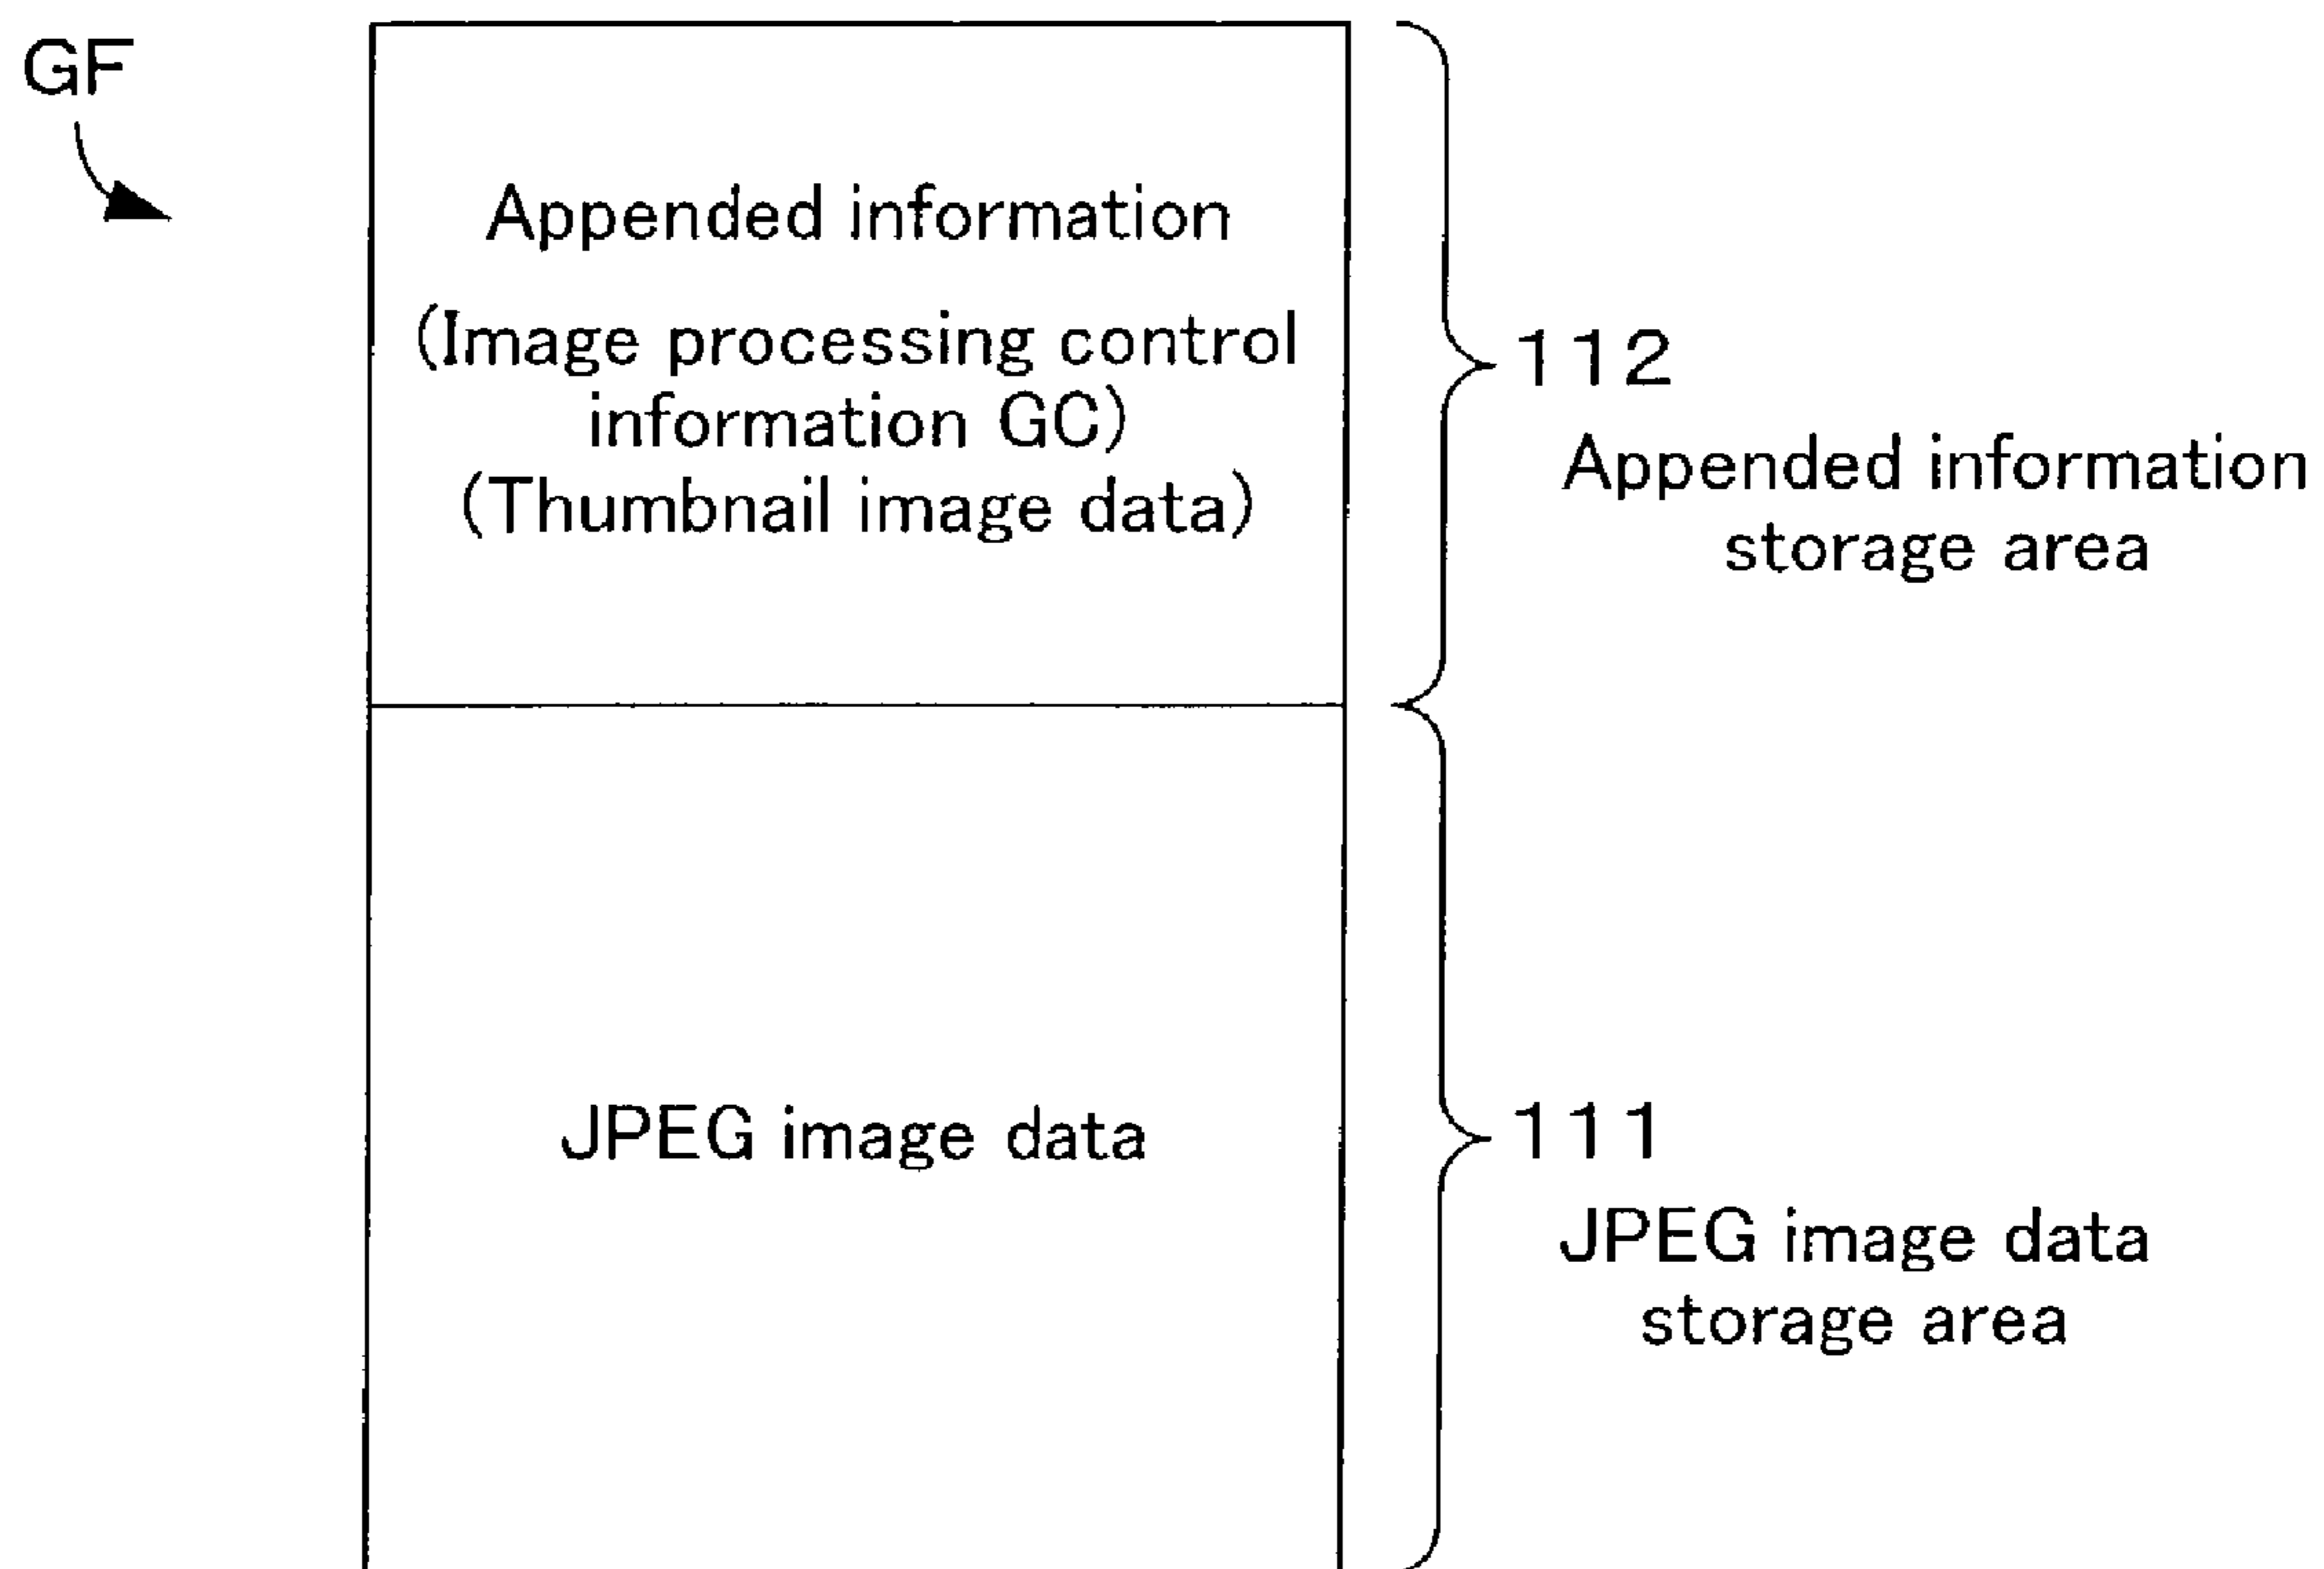 GF
Appended information
(Image processing control
information GC)
(Thumbnail image data)
112
Appended information
storage area
JPEG image data
111
JPEG image data
storage area